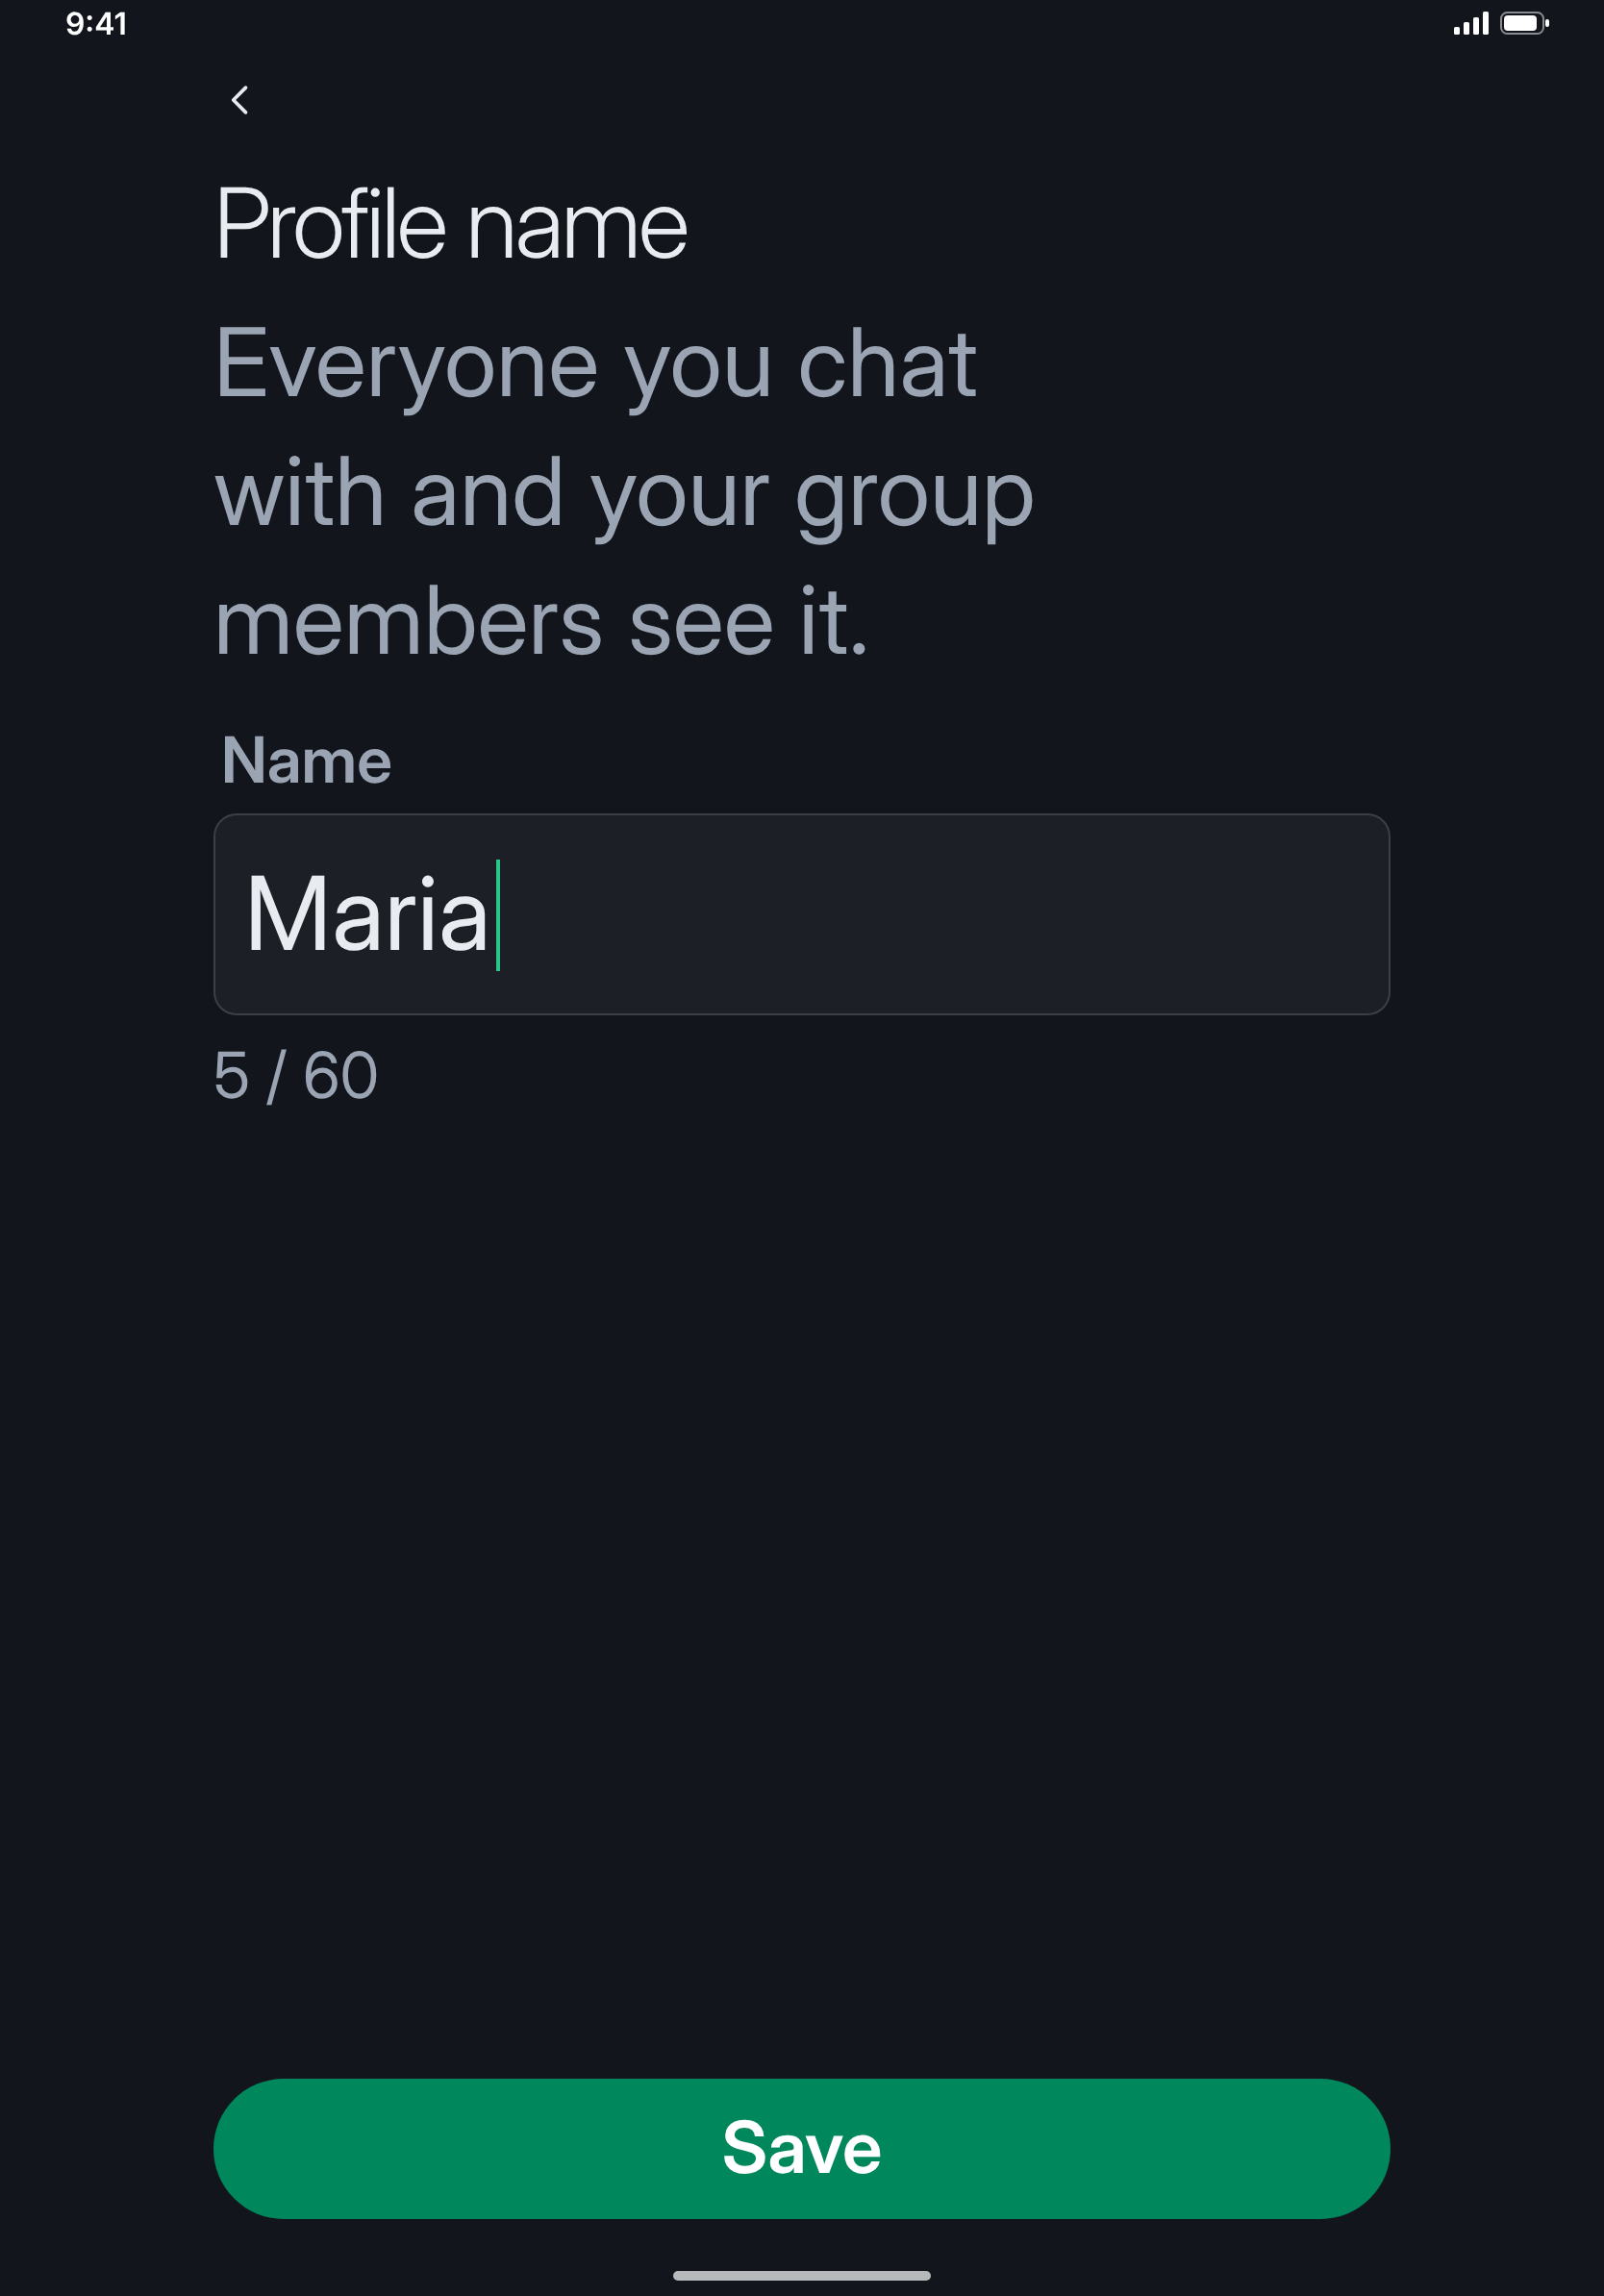 9:41
Profile name
Everyone you chat
with and your group
members see it.
Name
Maria
5 / 60
Save